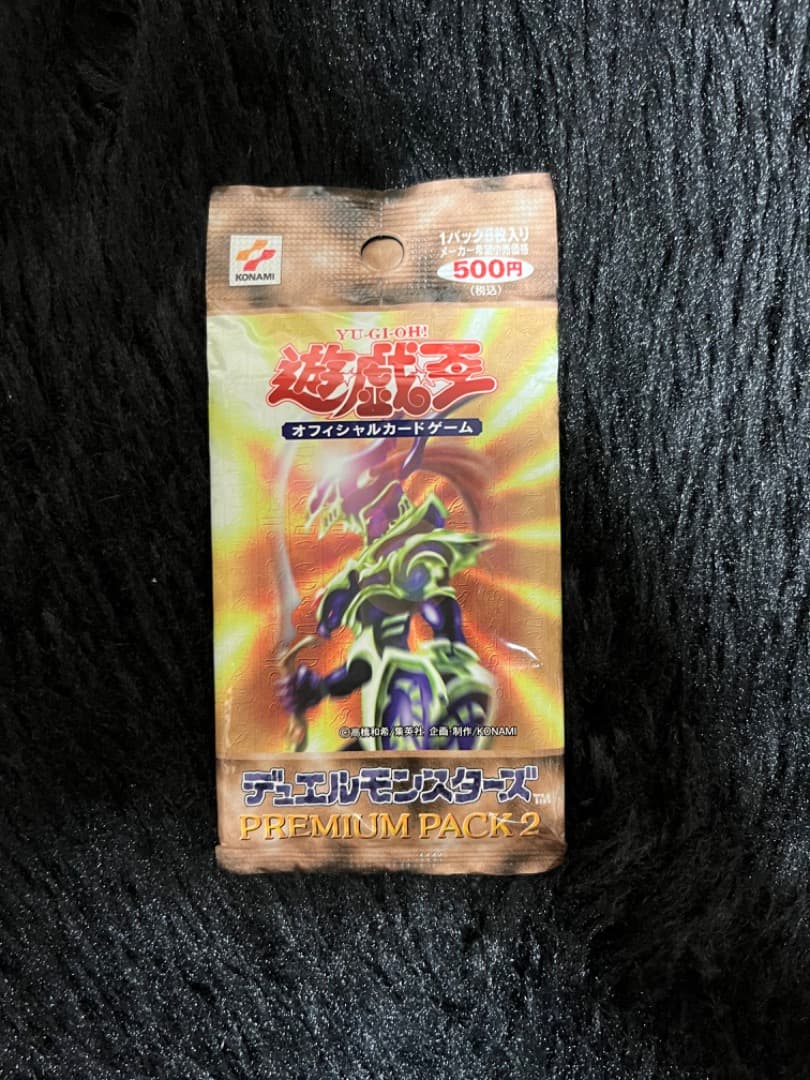 KONAMI
1パック5枚入り
メーカー希望小売価格
500円
(税込)
YU-GI-OH!
遊☆戯☆王
オフィシャルカードゲーム
©高橋和希/集英社 企画・制作/KONAMI
デュエルモンスターズ™
PREMIUM PACK 2